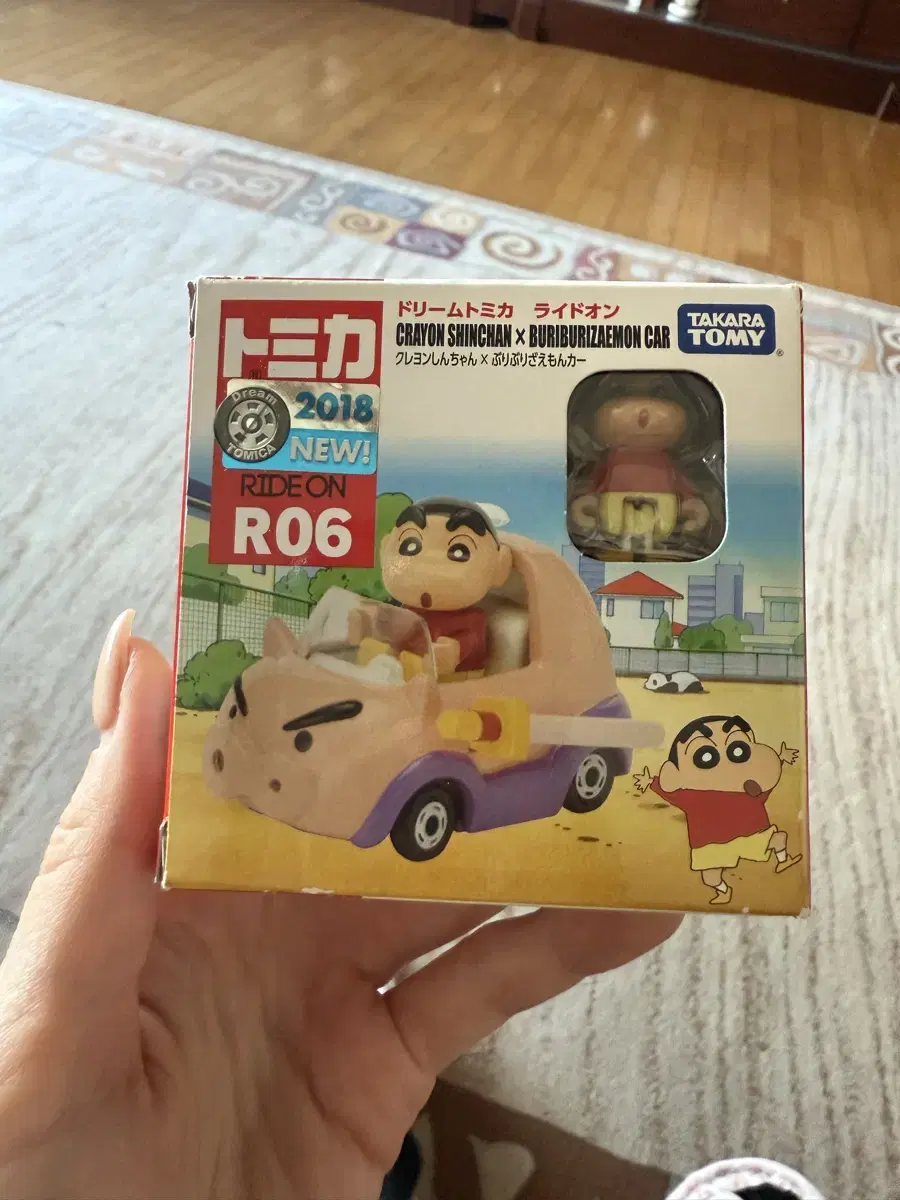 トミカ
Dream TOMICA
2018
NEW!
RIDE ON
R06
ドリームトミカ ライドオン
CRAYON SHINCHAN × BURIBURIZAEMON CAR
クレヨンしんちゃん × ぶりぶりざえもんカー
TAKARA
TOMY®